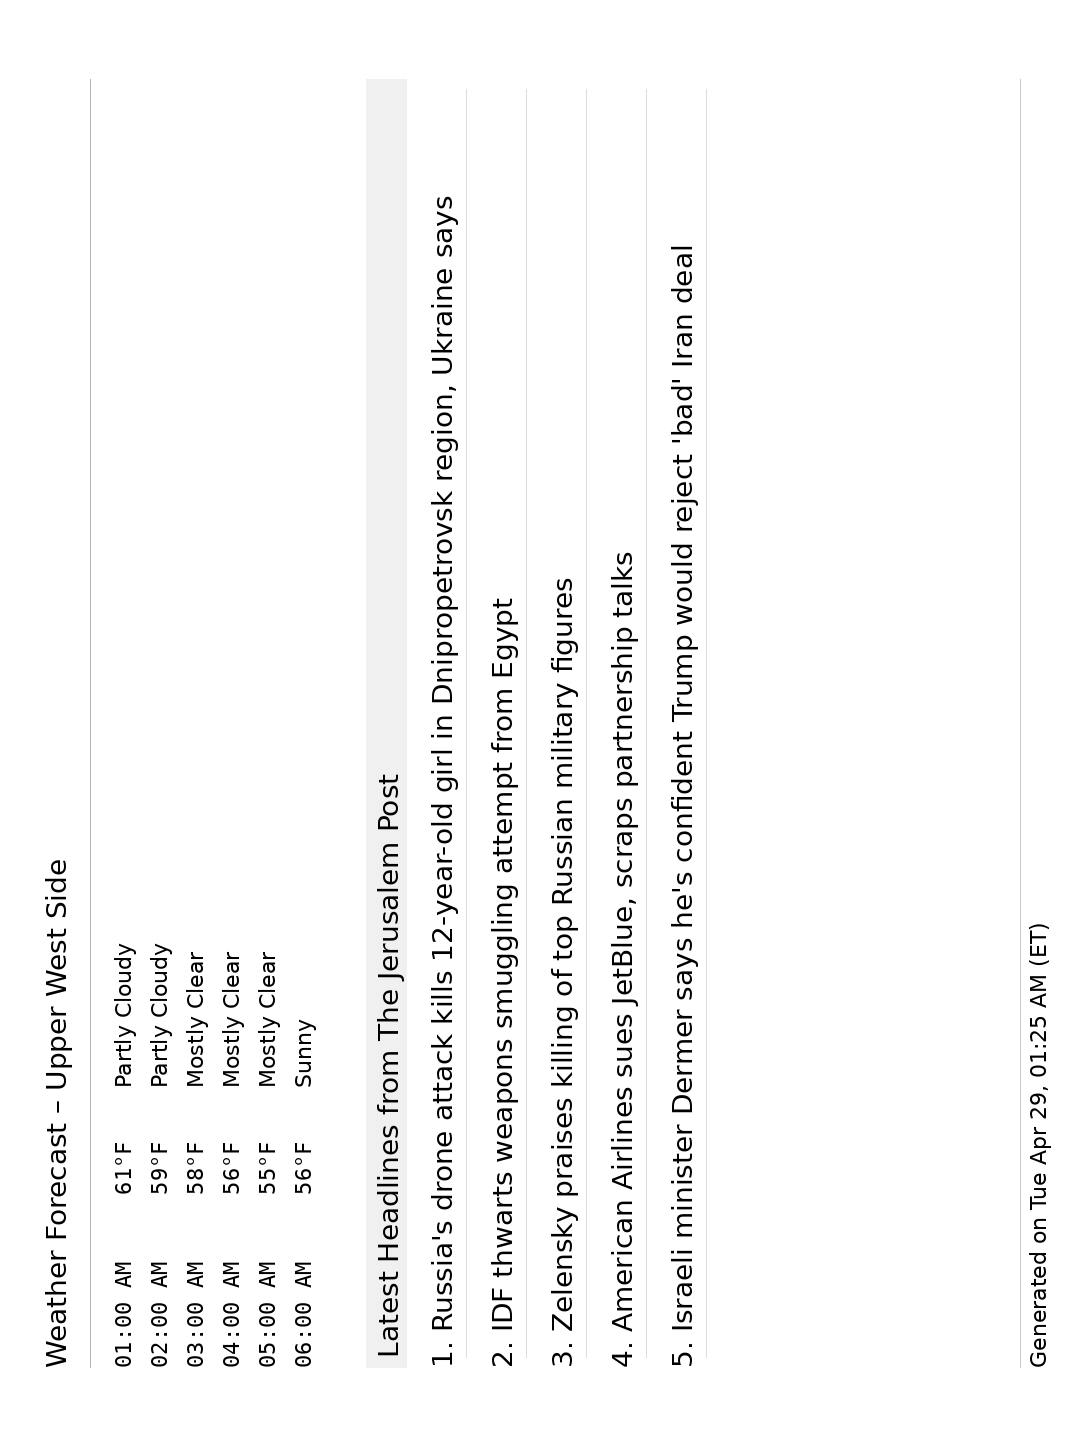 Weather Forecast – Upper West Side
01:00 AM 61°F Partly Cloudy
02:00 AM 59°F Partly Cloudy
03:00 AM 58°F Mostly Clear
04:00 AM 56°F Mostly Clear
05:00 AM 55°F Mostly Clear
06:00 AM 56°F Sunny
Latest Headlines from The Jerusalem Post
1. Russia's drone attack kills 12-year-old girl in Dnipropetrovsk region, Ukraine says
2. IDF thwarts weapons smuggling attempt from Egypt
3. Zelensky praises killing of top Russian military figures
4. American Airlines sues JetBlue, scraps partnership talks
5. Israeli minister Dermer says he's confident Trump would reject 'bad' Iran deal
Generated on Tue Apr 29, 01:25 AM (ET)